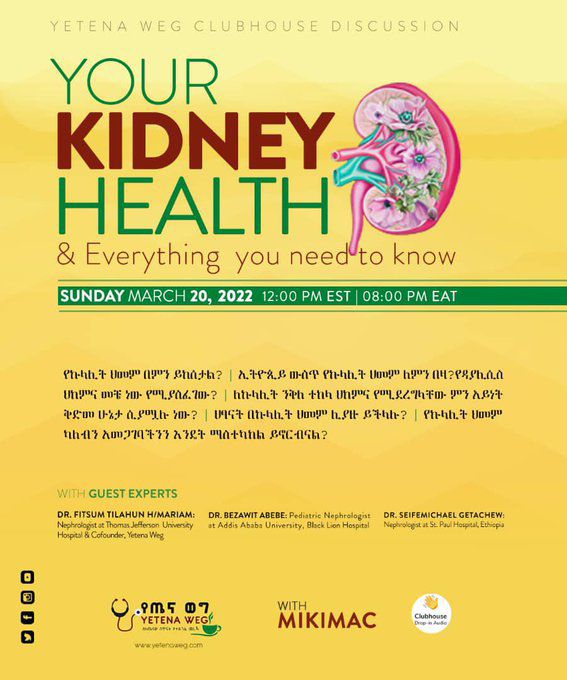 YETENA WEG CLUBHOUSE DISCUSSION
YOUR
KIDNEY
HEALTH
& Everything you need to know
SUNDAY MARCH 20, 2022 12:00 PM EST | 08:00 PM EAT
የኩላሊት ህመም በምን ይከሰታል? | ኢትዮጲይ ውስጥ የኩላሊት ህመም ለምን በዛ?የዳያሊሲስ
ህክምና መቼ ነው የሚያስፈገው? | ለኩላሊት ንቅለ ተከላ ህክምና የሚደረግላቸው ምን አይነት
ቅድመ ሁኔታ ሲያሟሉ ነው? | ህፃናት በኩላሊት ህመም ሊያዙ ይችላሉ? | የኩላሊት ህመም
ካለብን አመጋገባችንን እንደት ማስተካከል ይኖርብናል?
WITH GUEST EXPERTS
DR. FITSUM TILAHUN H/MARIAM:
Nephrologist at Thomas Jefferson University
Hospital & Cofounder, Yetena Weg
DR. BEZAWIT ABEBE: Pediatric Nephrologist
at Addis Ababa University, Black Lion Hospital
DR. SEIFEMICHAEL GETACHEW:
Nephrologist at St. Paul Hospital, Ethiopia
የጤና ወግ
YETENA WEG
www.yetenaweg.com
WITH
MIKIMAC
Clubhouse
Drop-in Audio